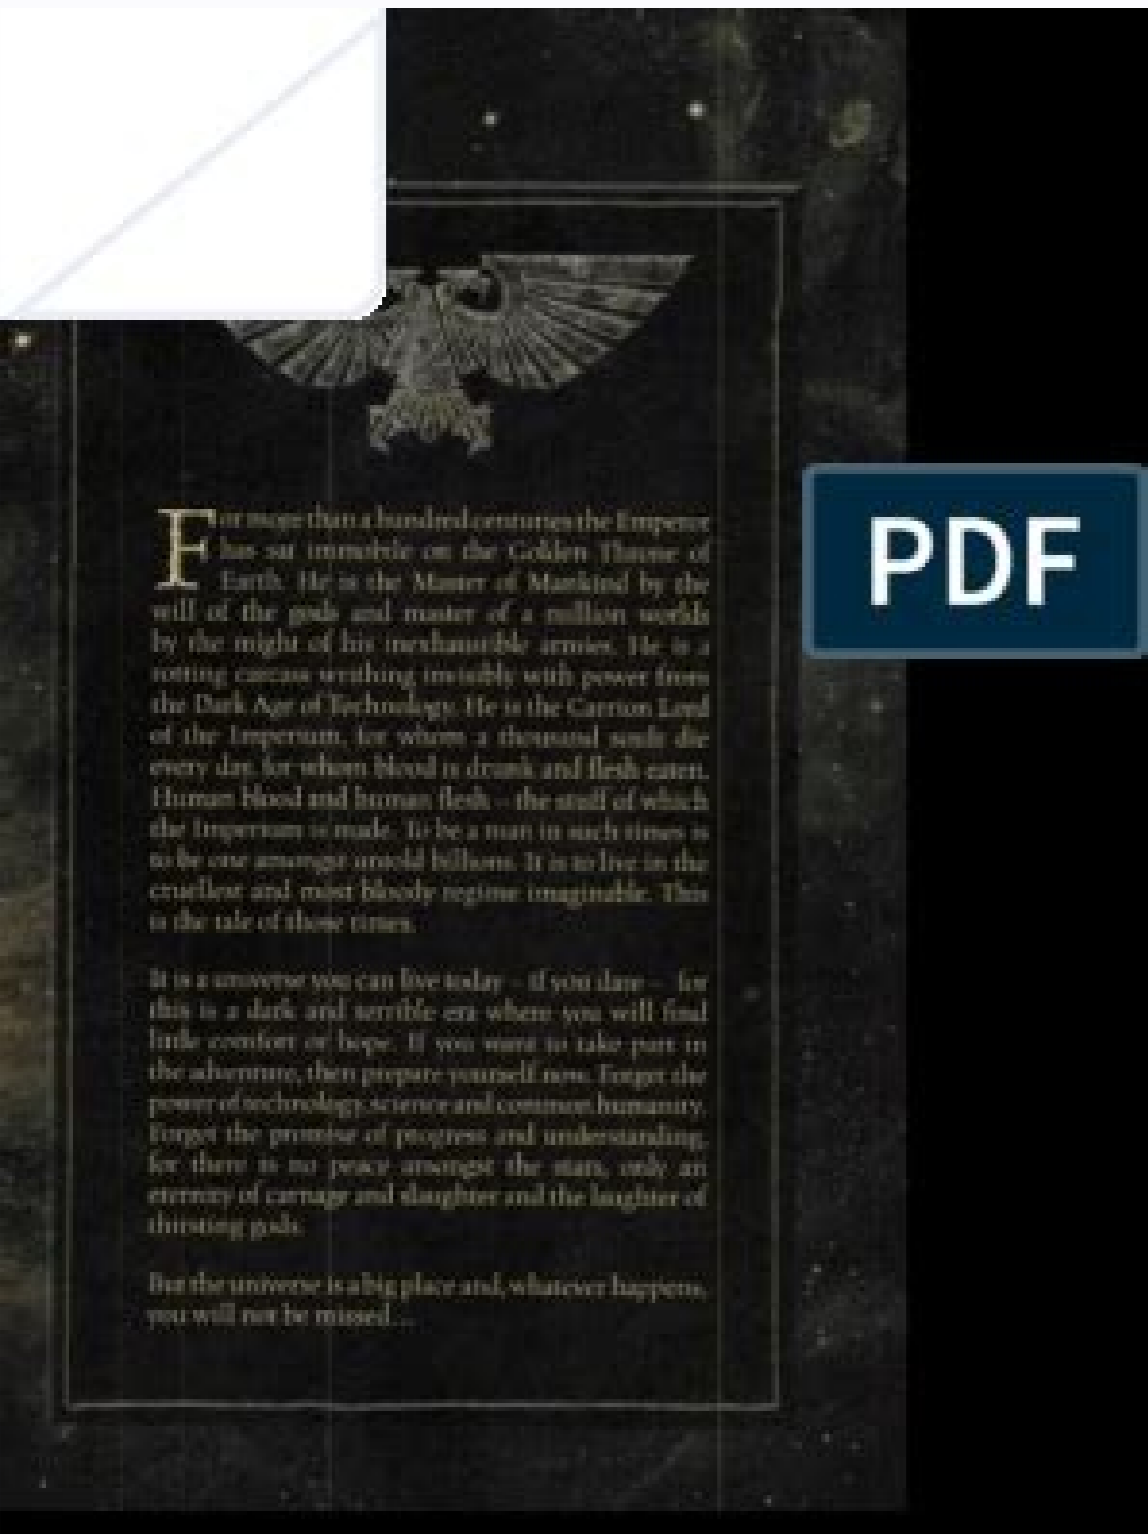 For more than a hundred centuries the Emperor
has sat immobile on the Golden Throne of
Earth. He is the Master of Mankind by the
will of the gods and master of a million worlds
by the might of his inexhaustible armies. He is a
rotting carcass writhing invisibly with power from
the Dark Age of Technology. He is the Carrion Lord
of the Imperium, for whom a thousand souls die
every day, for whom blood is drunk and flesh eaten.
Human blood and human flesh – the stuff of which
the Imperium is made. To be a man in such times is
to be one amongst untold billions. It is to live in the
cruellest and most bloody regime imaginable. This
is the tale of those times.
It is a universe you can live today – if you dare – for
this is a dark and terrible era where you will find
little comfort or hope. If you want to take part in
the adventure, then prepare yourself now. Forget the
power of technology, science and common humanity.
Forget the promise of progress and understanding,
for there is no peace amongst the stars, only an
eternity of carnage and slaughter and the laughter of
thirsting gods.
But the universe is a big place and, whatever happens,
you will not be missed...
PDF